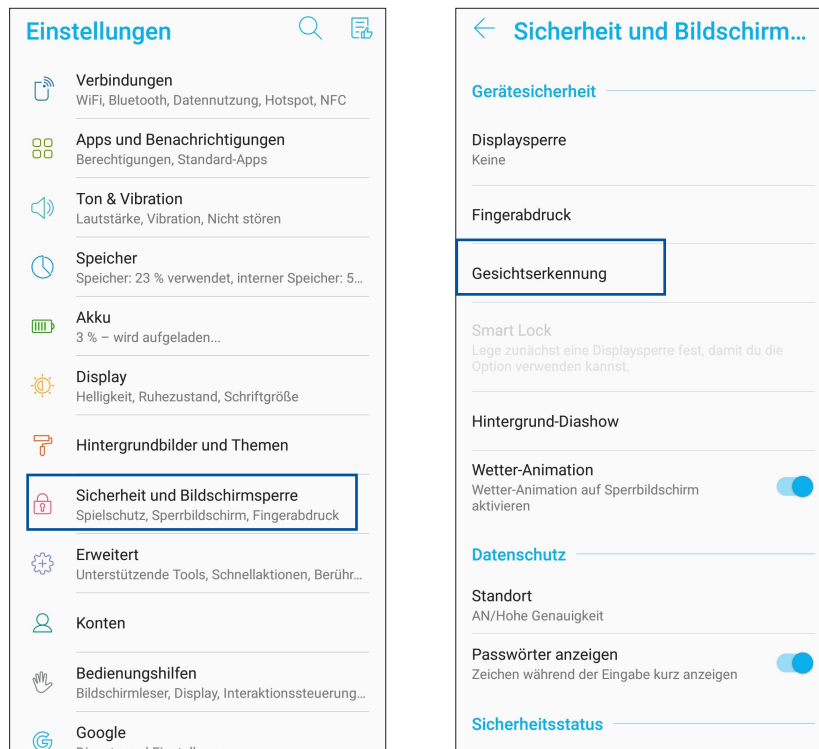 Einstellungen
Verbindungen
WiFi, Bluetooth, Datennutzung, Hotspot, NFC
Apps und Benachrichtigungen
Berechtigungen, Standard-Apps
Ton & Vibration
Lautstärke, Vibration, Nicht stören
Speicher
Speicher: 23 % verwendet, interner Speicher: 5...
Akku
3 % – wird aufgeladen...
Display
Helligkeit, Ruhezustand, Schriftgröße
Hintergrundbilder und Themen
Sicherheit und Bildschirmsperre
Spielschutz, Sperrbildschirm, Fingerabdruck
Erweitert
Unterstützende Tools, Schnellaktionen, Berühr...
Konten
Bedienungshilfen
Bildschirmleser, Display, Interaktionssteuerung...
Google
Sicherheit und Bildschirm...
Gerätesicherheit
Displaysperre
Keine
Fingerabdruck
Gesichtserkennung
Smart Lock
Lege zunächst eine Displaysperre fest, damit du die
Option verwenden kannst.
Hintergrund-Diashow
Wetter-Animation
Wetter-Animation auf Sperrbildschirm
aktivieren
Datenschutz
Standort
AN/Hohe Genauigkeit
Passwörter anzeigen
Zeichen während der Eingabe kurz anzeigen
Sicherheitsstatus